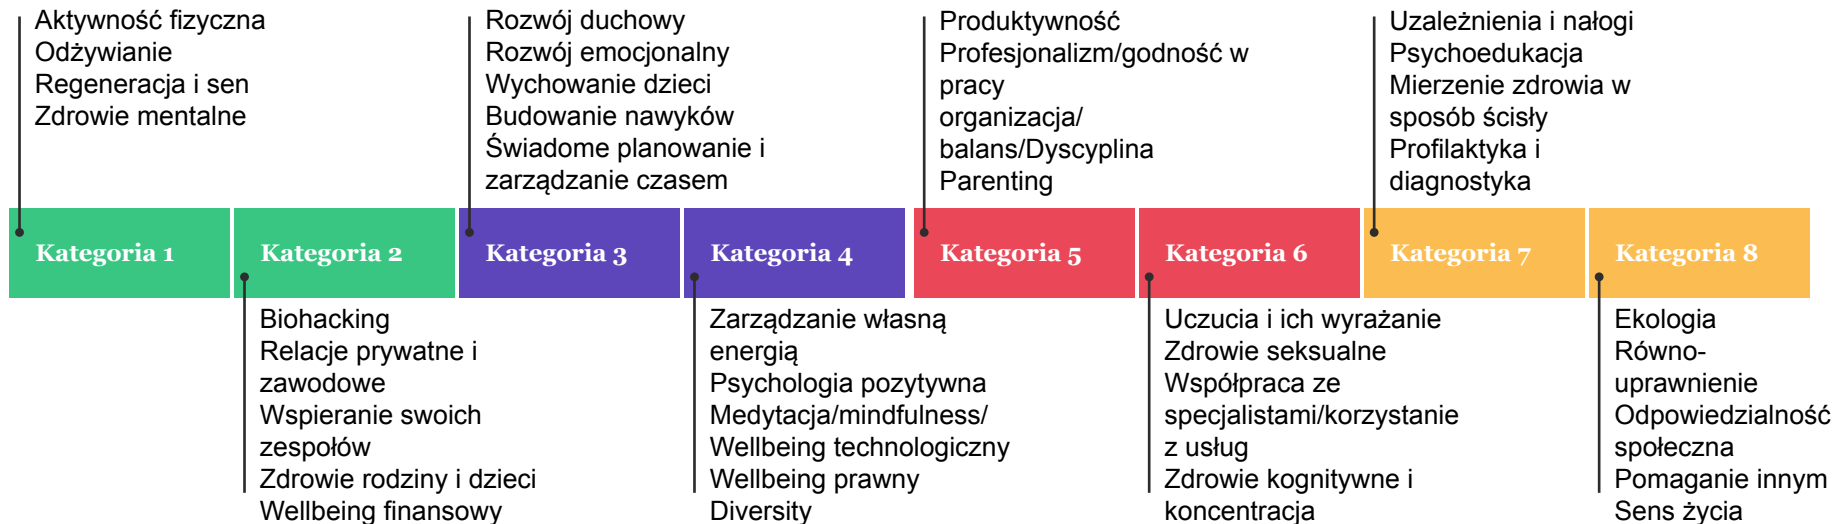 Aktywność fizyczna
Odżywianie
Regeneracja i sen
Zdrowie mentalne
Rozwój duchowy
Rozwój emocjonalny
Wychowanie dzieci
Budowanie nawyków
Świadome planowanie i
zarządzanie czasem
Produktywność
Profesjonalizm/godność w
pracy
organizacja/
balans/Dyscyplina
Parenting
Uzależnienia i nałogi
Psychoedukacja
Mierzenie zdrowia w
sposób ścisły
Profilaktyka i
diagnostyka
Kategoria 1
Kategoria 2
Kategoria 3
Kategoria 4
Kategoria 5
Kategoria 6
Kategoria 7
Kategoria 8
Biohacking
Relacje prywatne i
zawodowe
Wspieranie swoich
zespołów
Zdrowie rodziny i dzieci
Wellbeing finansowy
Zarządzanie własną
energią
Psychologia pozytywna
Medytacja/mindfulness/
Wellbeing technologiczny
Wellbeing prawny
Diversity
Uczucia i ich wyrażanie
Zdrowie seksualne
Współpraca ze
specjalistami/korzystanie
z usług
Zdrowie kognitywne i
koncentracja
Ekologia
Równo-
uprawnienie
Odpowiedzialność
społeczna
Pomaganie innym
Sens życia